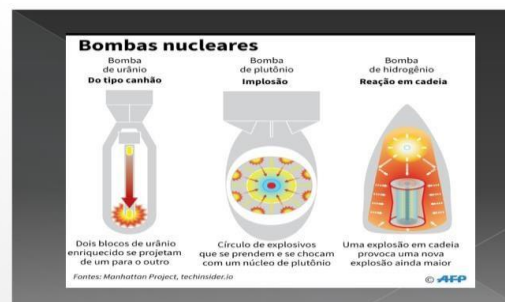 Bombas nucleares
Bomba
de urânio
Do tipo canhão
Bomba
de plutônio
Implosão
Bomba
de hidrogênio
Reação em cadeia
Dois blocos de urânio
enriquecido se projetam
de um para o outro
Círculo de explosivos
que se prendem e se chocam
com um núcleo de plutônio
Uma explosão em cadeia
provoca uma nova
explosão ainda maior
Fontes: Manhattan Project, techinsider.io
© AFP